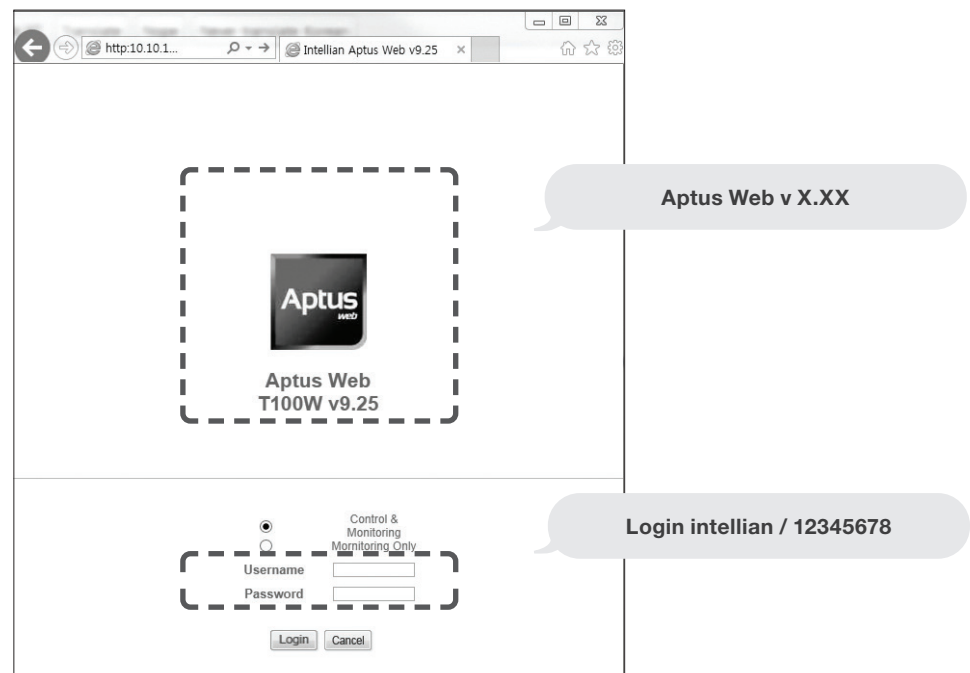 http:10.10.1...
Intellian Aptus Web v9.25
Aptus Web v X.XX
Aptus
web
Aptus Web
T100W v9.25
Control &
Monitoring
Mornitoring Only
Login intellian / 12345678
Username
Password
Login Cancel